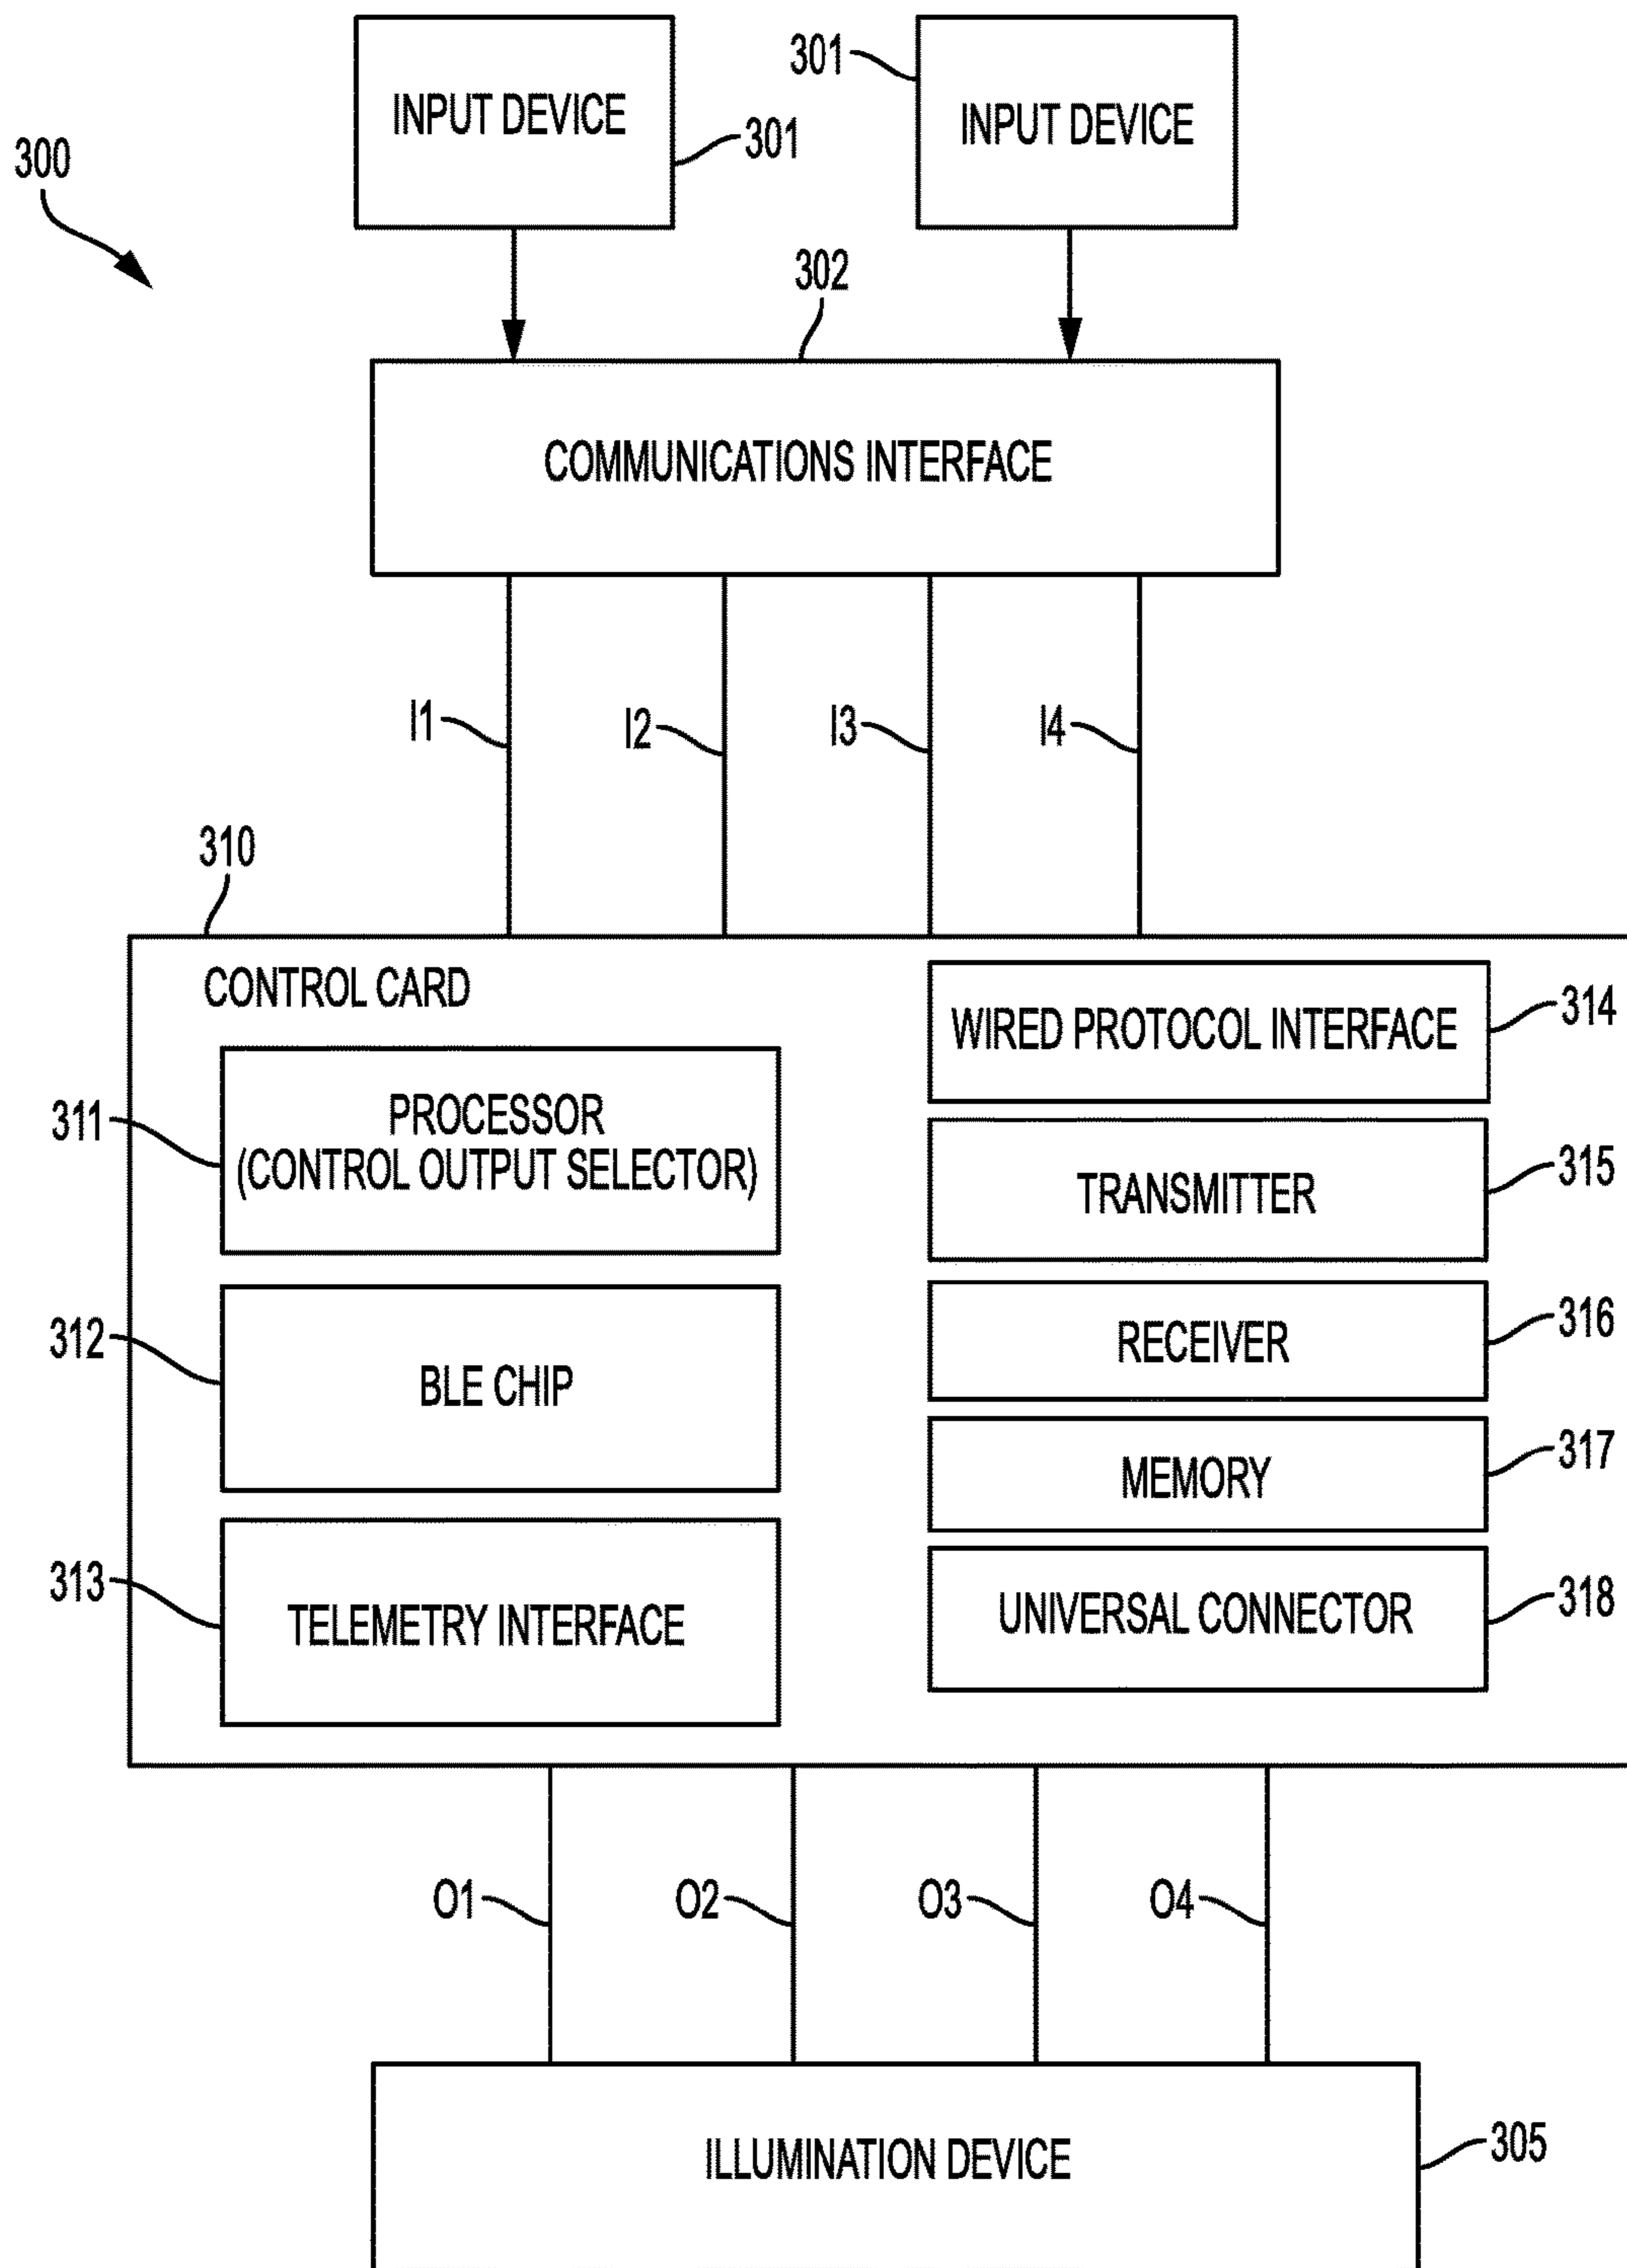 300
INPUT DEVICE
301
301
INPUT DEVICE
302
COMMUNICATIONS INTERFACE
I1
I2
I3
I4
310
CONTROL CARD
311
PROCESSOR
(CONTROL OUTPUT SELECTOR)
312
BLE CHIP
313
TELEMETRY INTERFACE
WIRED PROTOCOL INTERFACE
314
TRANSMITTER
315
RECEIVER
316
MEMORY
317
UNIVERSAL CONNECTOR
318
O1
O2
O3
O4
ILLUMINATION DEVICE
305